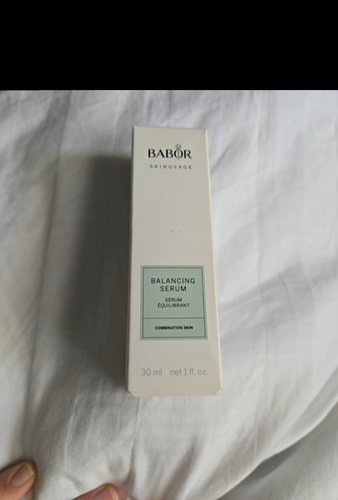 BABOR
SKINOVAGE
BALANCING
SERUM
SÉRUM
ÉQUILIBRANT
COMBINATION SKIN
30 ml net 1 fl. oz.